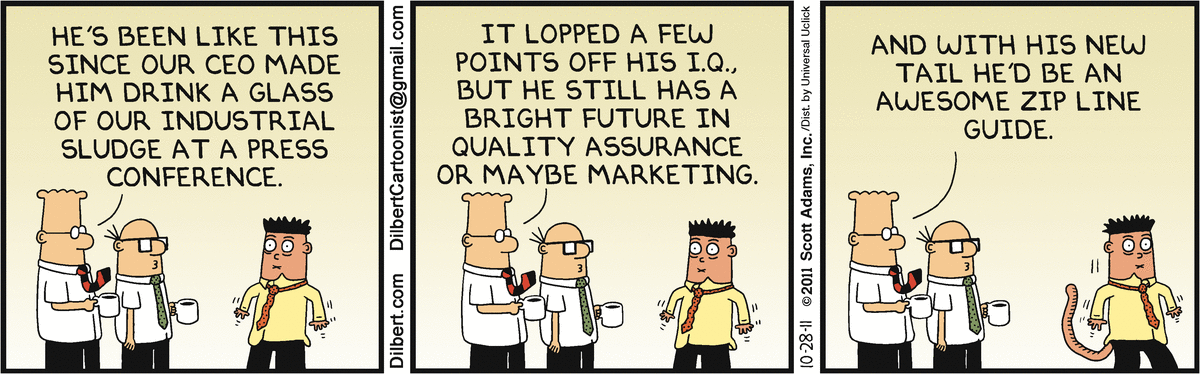 HE'S BEEN LIKE THIS
SINCE OUR CEO MADE
HIM DRINK A GLASS
OF OUR INDUSTRIAL
SLUDGE AT A PRESS
CONFERENCE.
Dilbert.com DilbertCartoonist@gmail.com
IT LOPPED A FEW
POINTS OFF HIS I.Q.,
BUT HE STILL HAS A
BRIGHT FUTURE IN
QUALITY ASSURANCE
OR MAYBE MARKETING.
10-28-11 © 2011 Scott Adams, Inc. /Dist. by Universal Uclick
AND WITH HIS NEW
TAIL HE'D BE AN
AWESOME ZIP LINE
GUIDE.